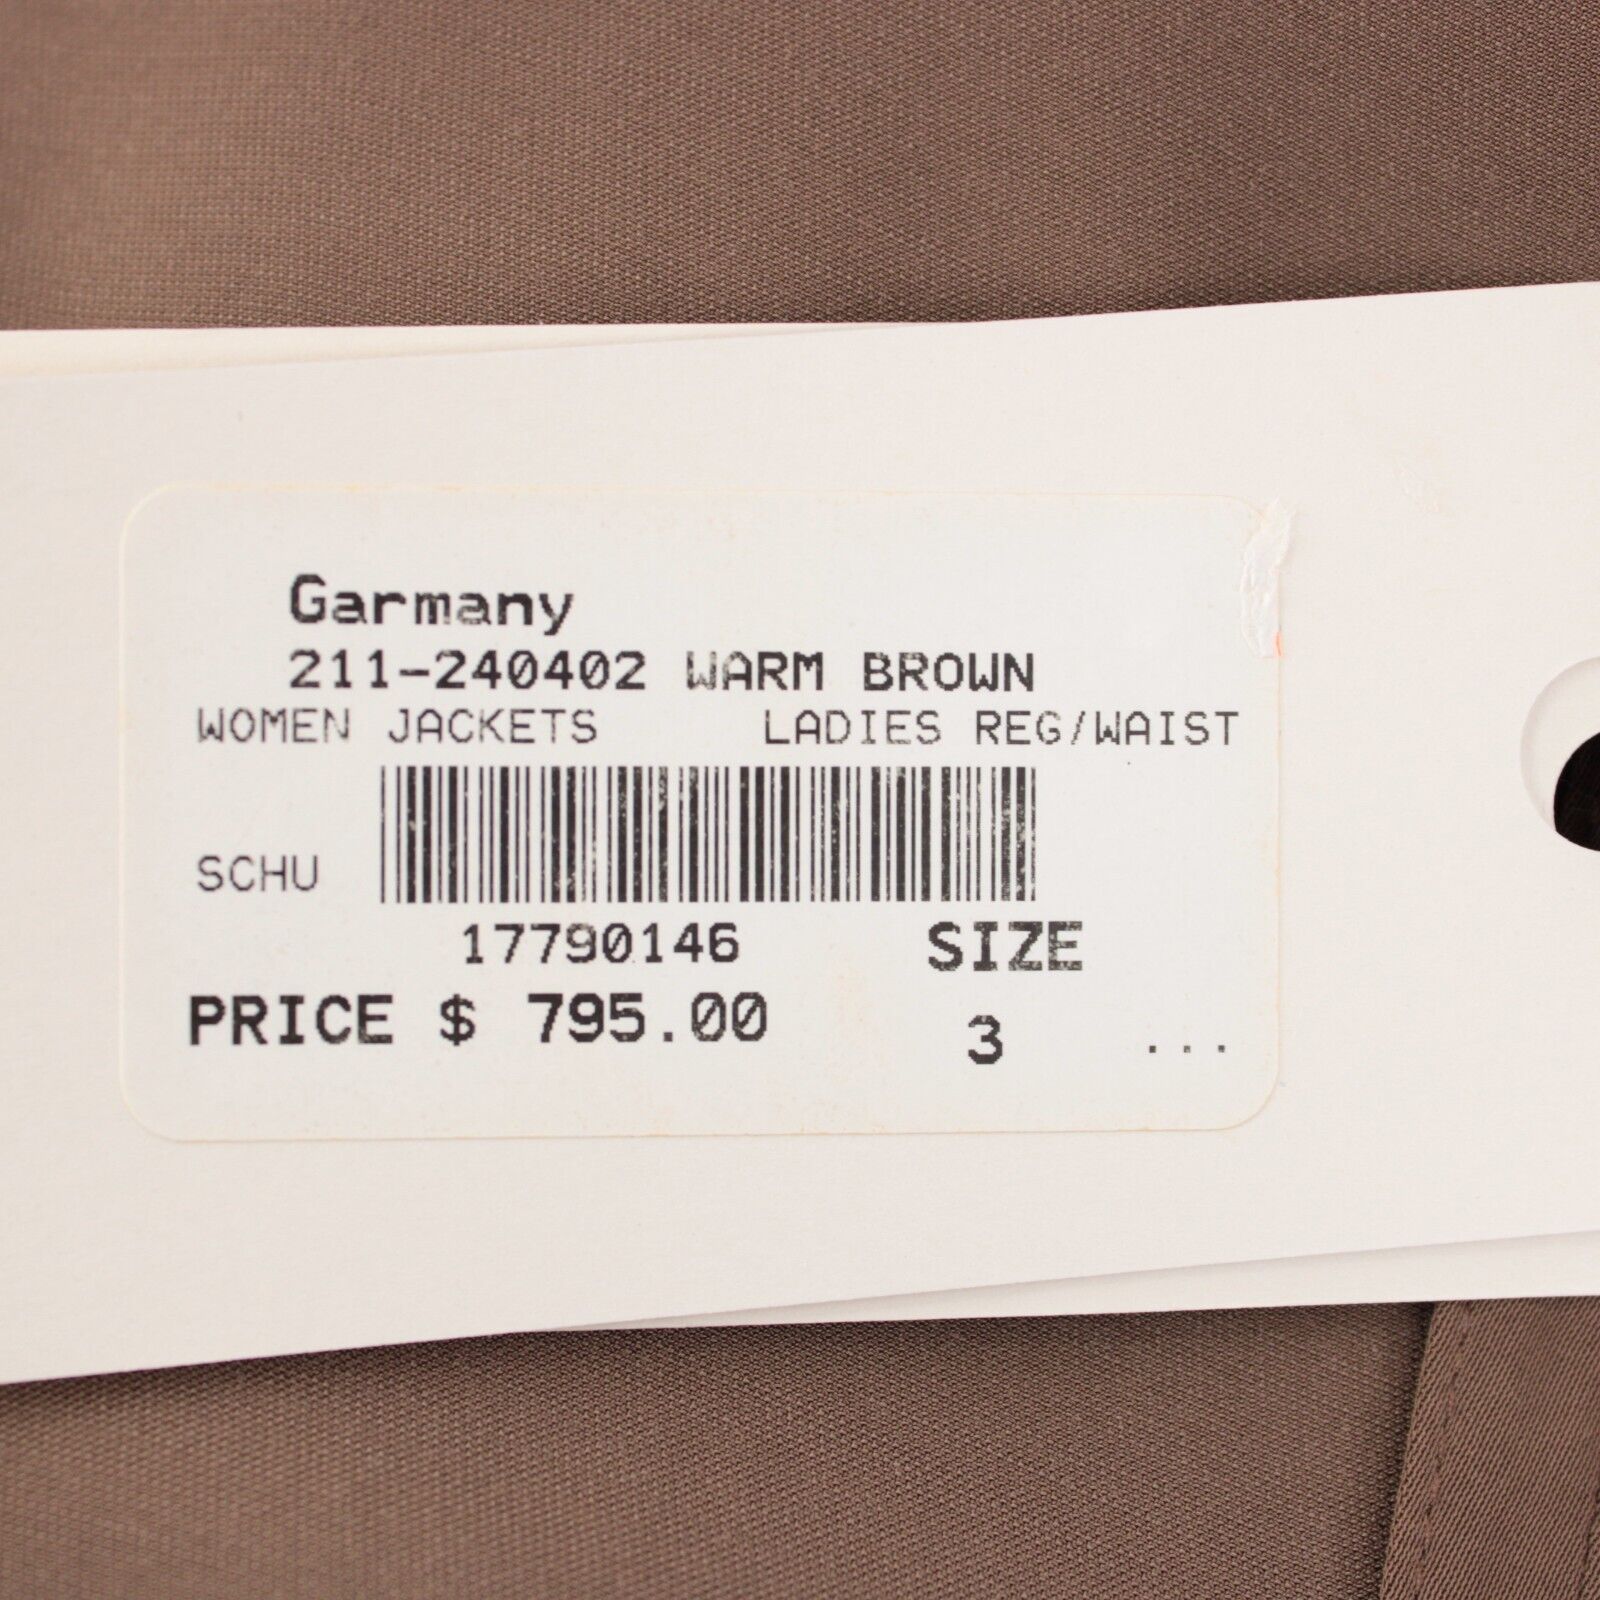 Garmany
211-240402 WARM BROWN
WOMEN JACKETS LADIES REG/WAIST
SCHU
17790146 SIZE
PRICE $ 795.00 3 ...